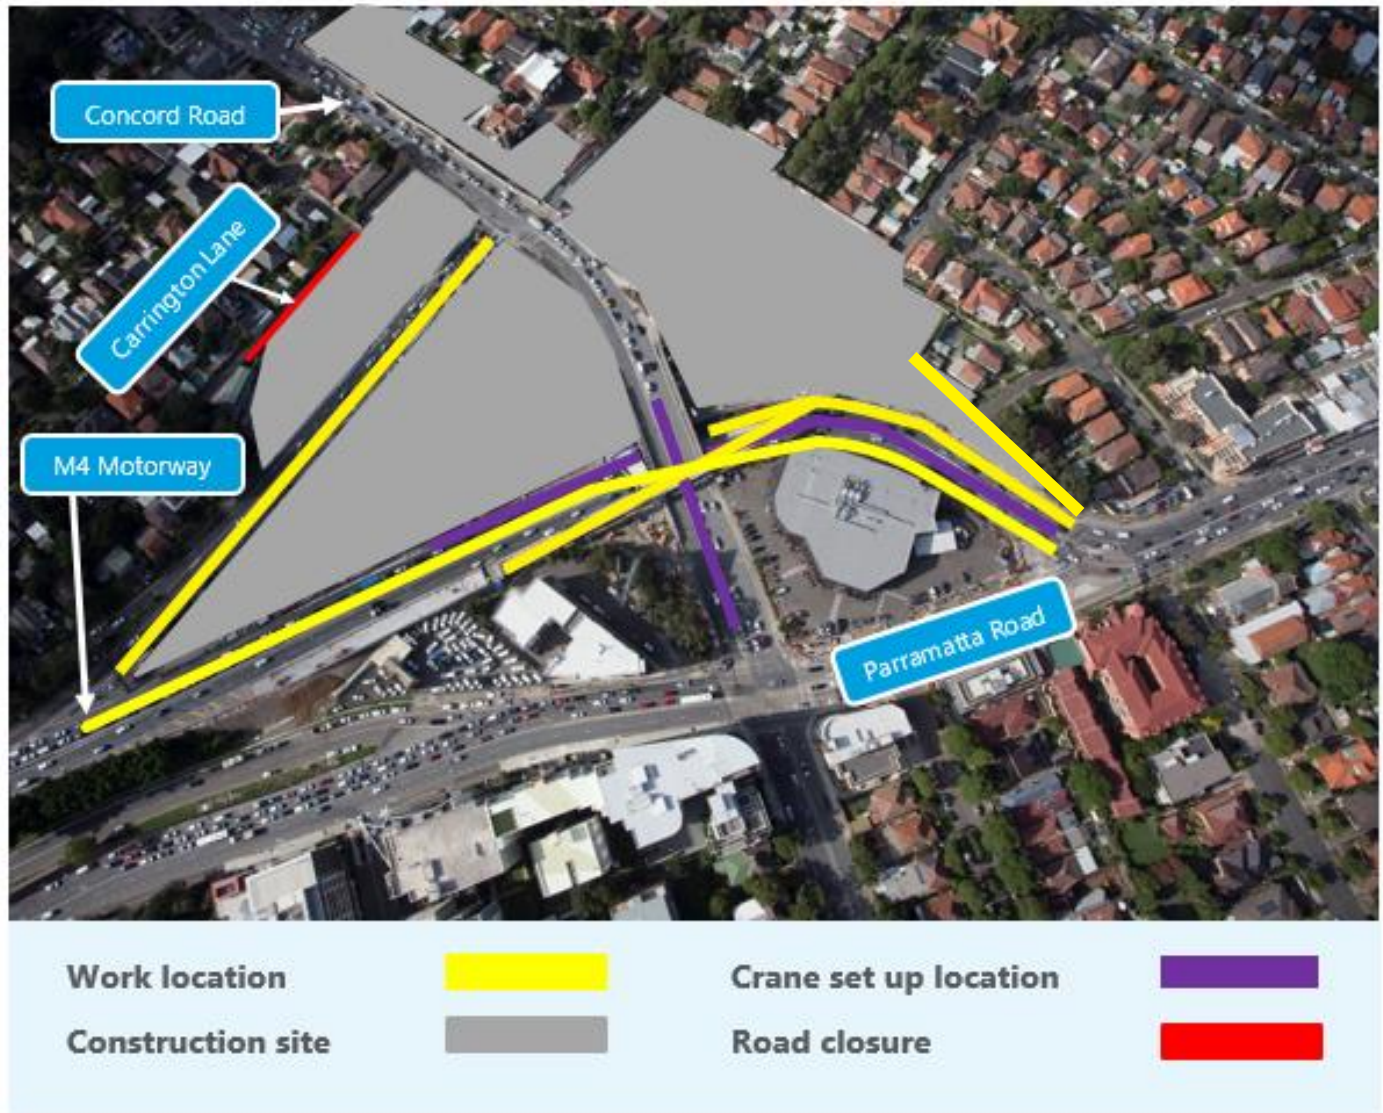 Concord Road
Carrington Lane
M4 Motorway
Parramatta Road
Work location
Crane set up location
Construction site
Road closure